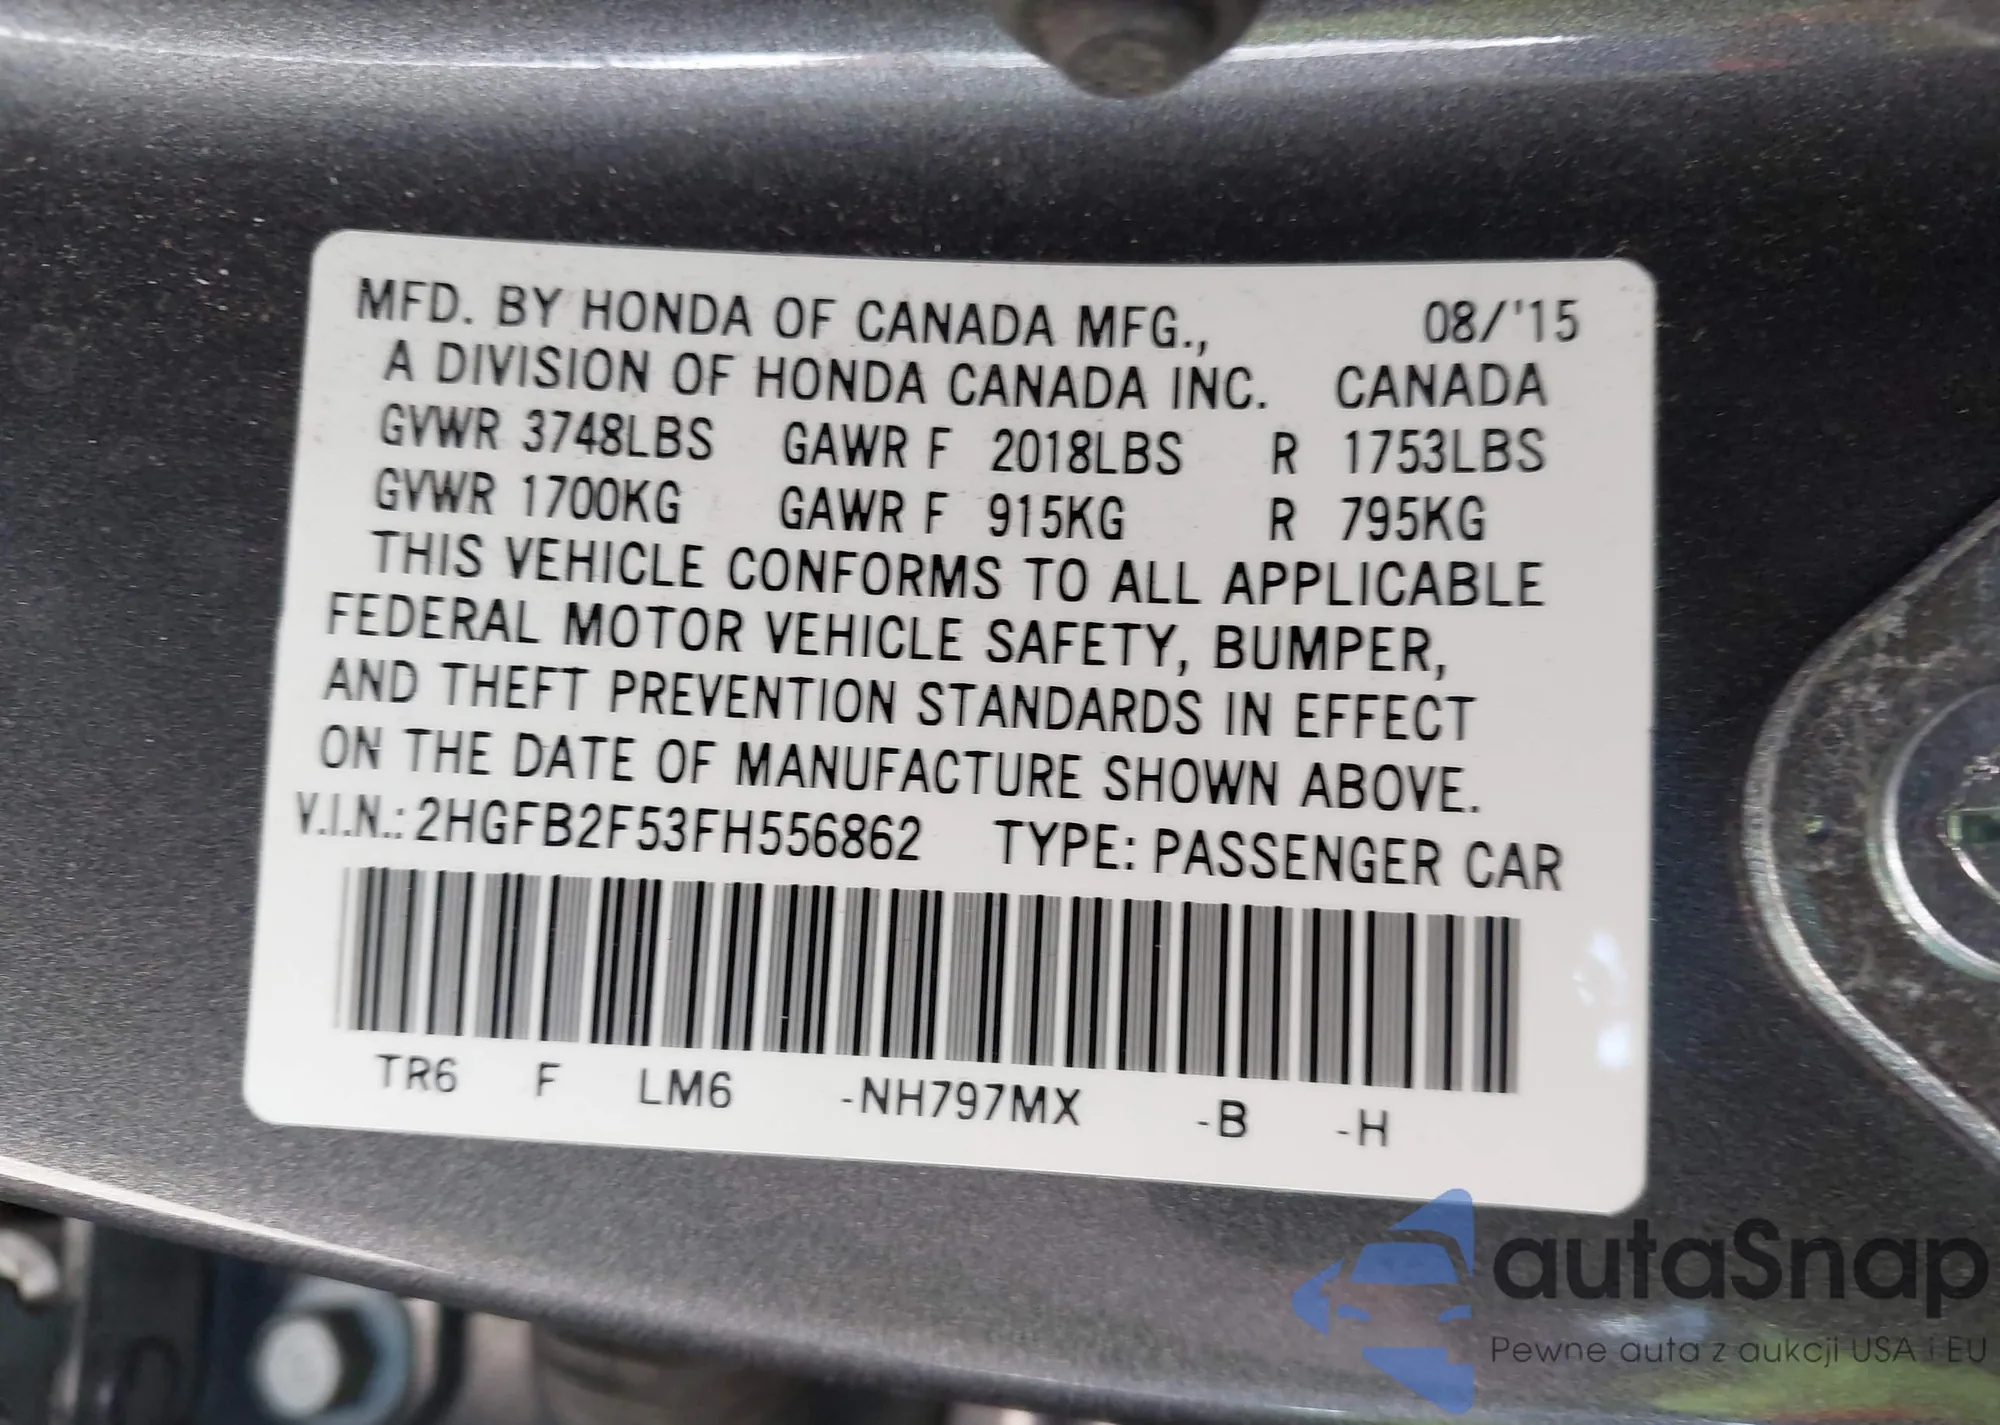 MFD. BY HONDA OF CANADA MFG., 08/'15
A DIVISION OF HONDA CANADA INC. CANADA
GVWR 3748LBS GAWR F 2018LBS R 1753LBS
GVWR 1700KG GAWR F 915KG R 795KG
THIS VEHICLE CONFORMS TO ALL APPLICABLE
FEDERAL MOTOR VEHICLE SAFETY, BUMPER,
AND THEFT PREVENTION STANDARDS IN EFFECT
ON THE DATE OF MANUFACTURE SHOWN ABOVE.
V.I.N.: 2HGFB2F53FH556862 TYPE: PASSENGER CAR
TR6 F LM6 -NH797MX -B -H
autaSnap
Pewne auta z aukcji USA i EU